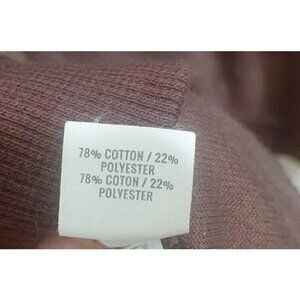 78% COTTON / 22%
POLYESTER
78% COTON / 22%
POLYESTER